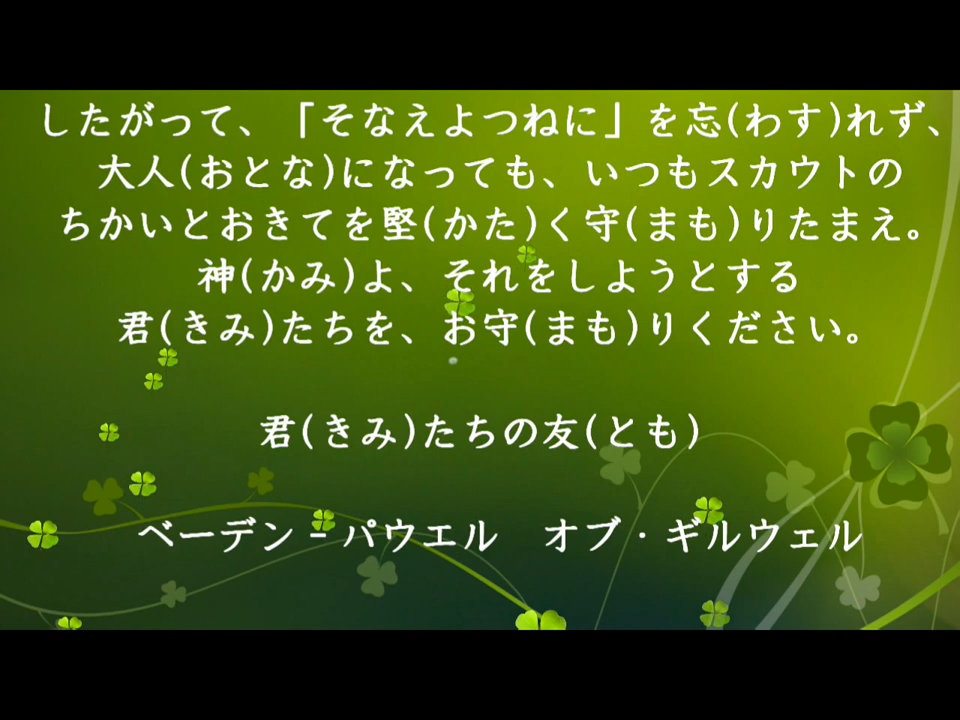 したがって、「そなえよつねに」を忘(わす)れず、
大人(おとな)になっても、いつもスカウトの
ちかいとおきてを堅(かた)く守(まも)りたまえ。
神(かみ)よ、それをしようとする
君(きみ)たちを、お守(まも)りください。
君(きみ)たちの友(とも)
ベーデン-パウエル　オブ・ギルウェル